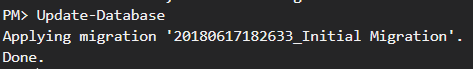 PM> Update-Database
Applying migration '20180617182633_Initial Migration'.
Done.